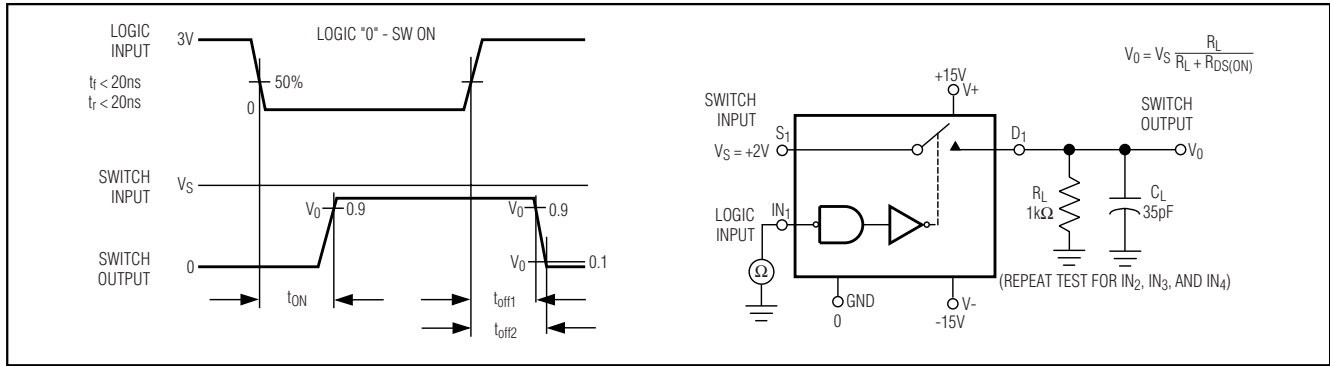 LOGIC
INPUT
3V
LOGIC "0" - SW ON
tf < 20ns
tr < 20ns
50%
0
SWITCH
INPUT
VS
V0
0.9
V0
0.9
SWITCH
OUTPUT
0
V0
0.1
tON
toff1
toff2
V0 = VS RL
RL + RDS(ON)
+15V
V+
SWITCH
INPUT
S1
VS = +2V
D1
SWITCH
OUTPUT
V0
RL
1kΩ
CL
35pF
LOGIC
INPUT
IN1
Ω
(REPEAT TEST FOR IN2, IN3, AND IN4)
GND
0
V-
-15V